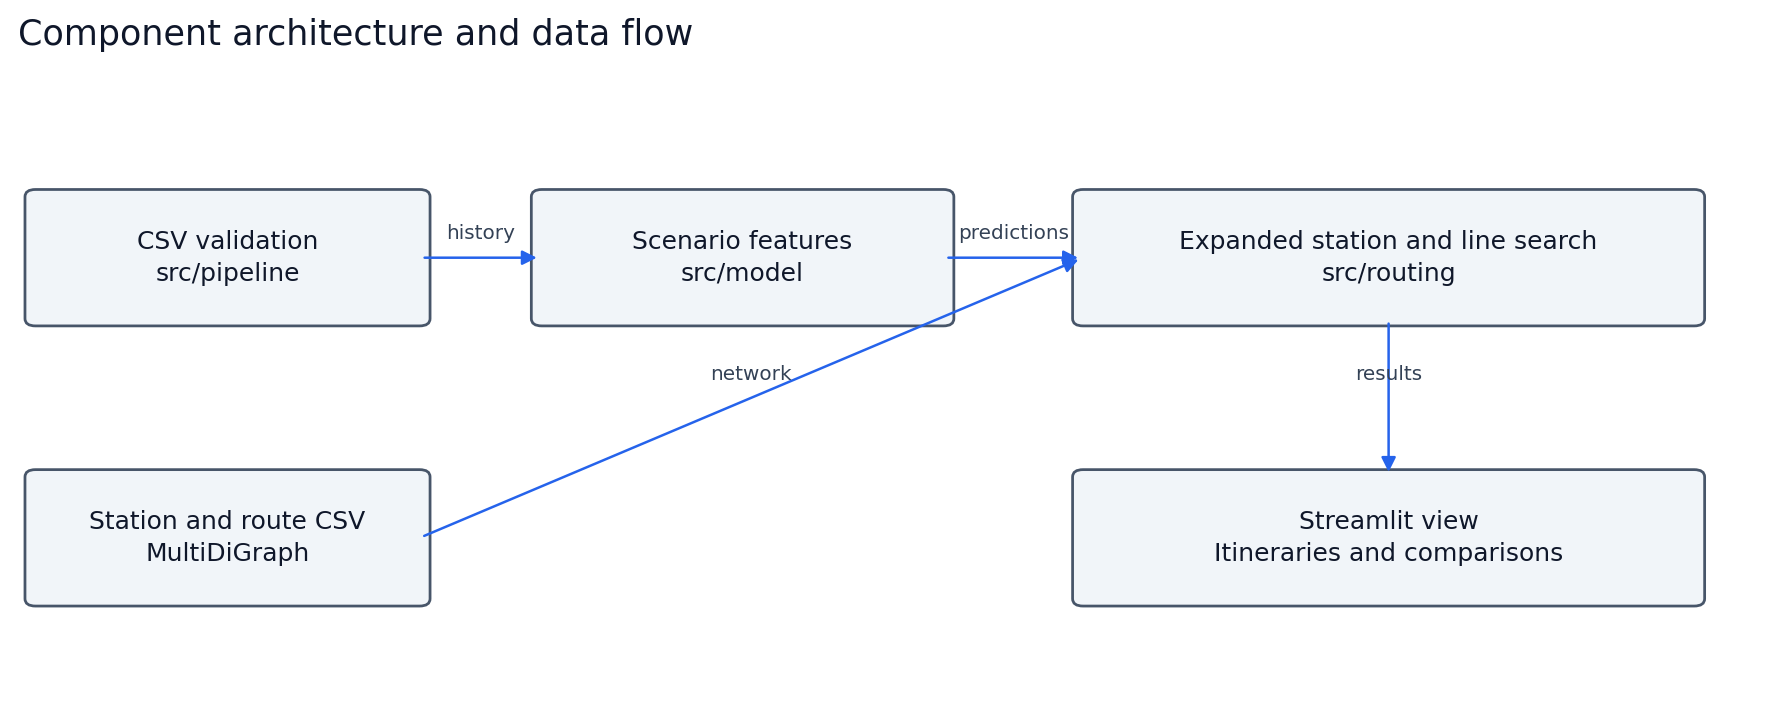 Component architecture and data flow
CSV validation
src/pipeline
history
Scenario features
src/model
predictions
Expanded station and line search
src/routing
network
results
Station and route CSV
MultiDiGraph
Streamlit view
Itineraries and comparisons